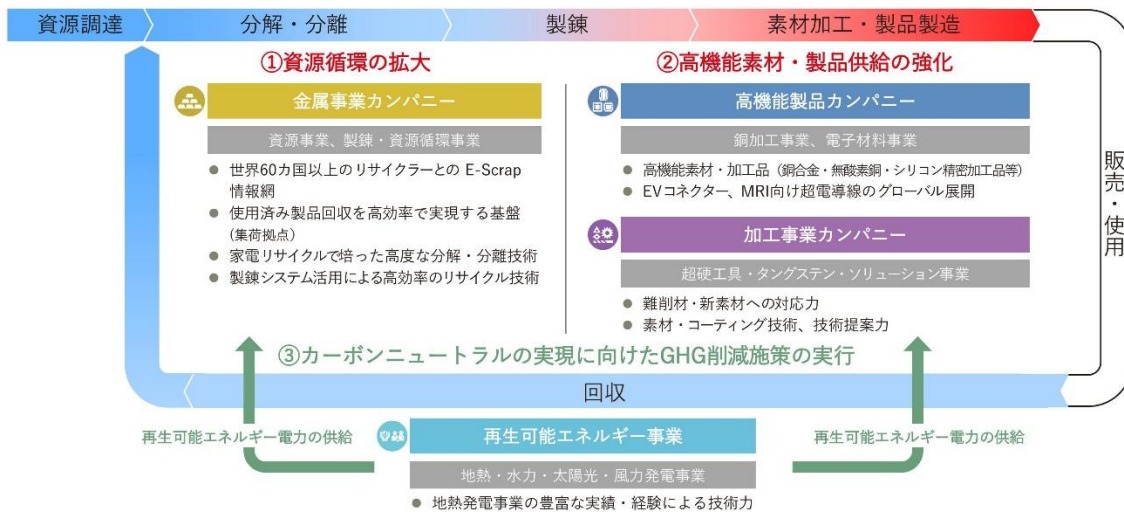 資源調達
分解・分離
製錬
素材加工・製品製造
①資源循環の拡大
金属事業カンパニー
資源事業、製錬・資源循環事業
● 世界60カ国以上のリサイクラーとの E-Scrap
情報網
● 使用済み製品回収を高効率で実現する基盤
(集荷拠点)
● 家電リサイクルで培った高度な分解・分離技術
● 製錬システム活用による高効率のリサイクル技術
②高機能素材・製品供給の強化
高機能製品カンパニー
銅加工事業、電子材料事業
● 高機能素材・加工品（銅合金・無酸素銅・シリコン精密加工品等）
● EVコネクター、MRI向け超電導線のグローバル展開
加工事業カンパニー
超硬工具・タングステン・ソリューション事業
● 難削材・新素材への対応力
● 素材・コーティング技術、技術提案力
販売・使用
③カーボンニュートラルの実現に向けたGHG削減施策の実行
回収
再生可能エネルギー電力の供給
再生可能エネルギー事業
再生可能エネルギー電力の供給
地熱・水力・太陽光・風力発電事業
● 地熱発電事業の豊富な実績・経験による技術力